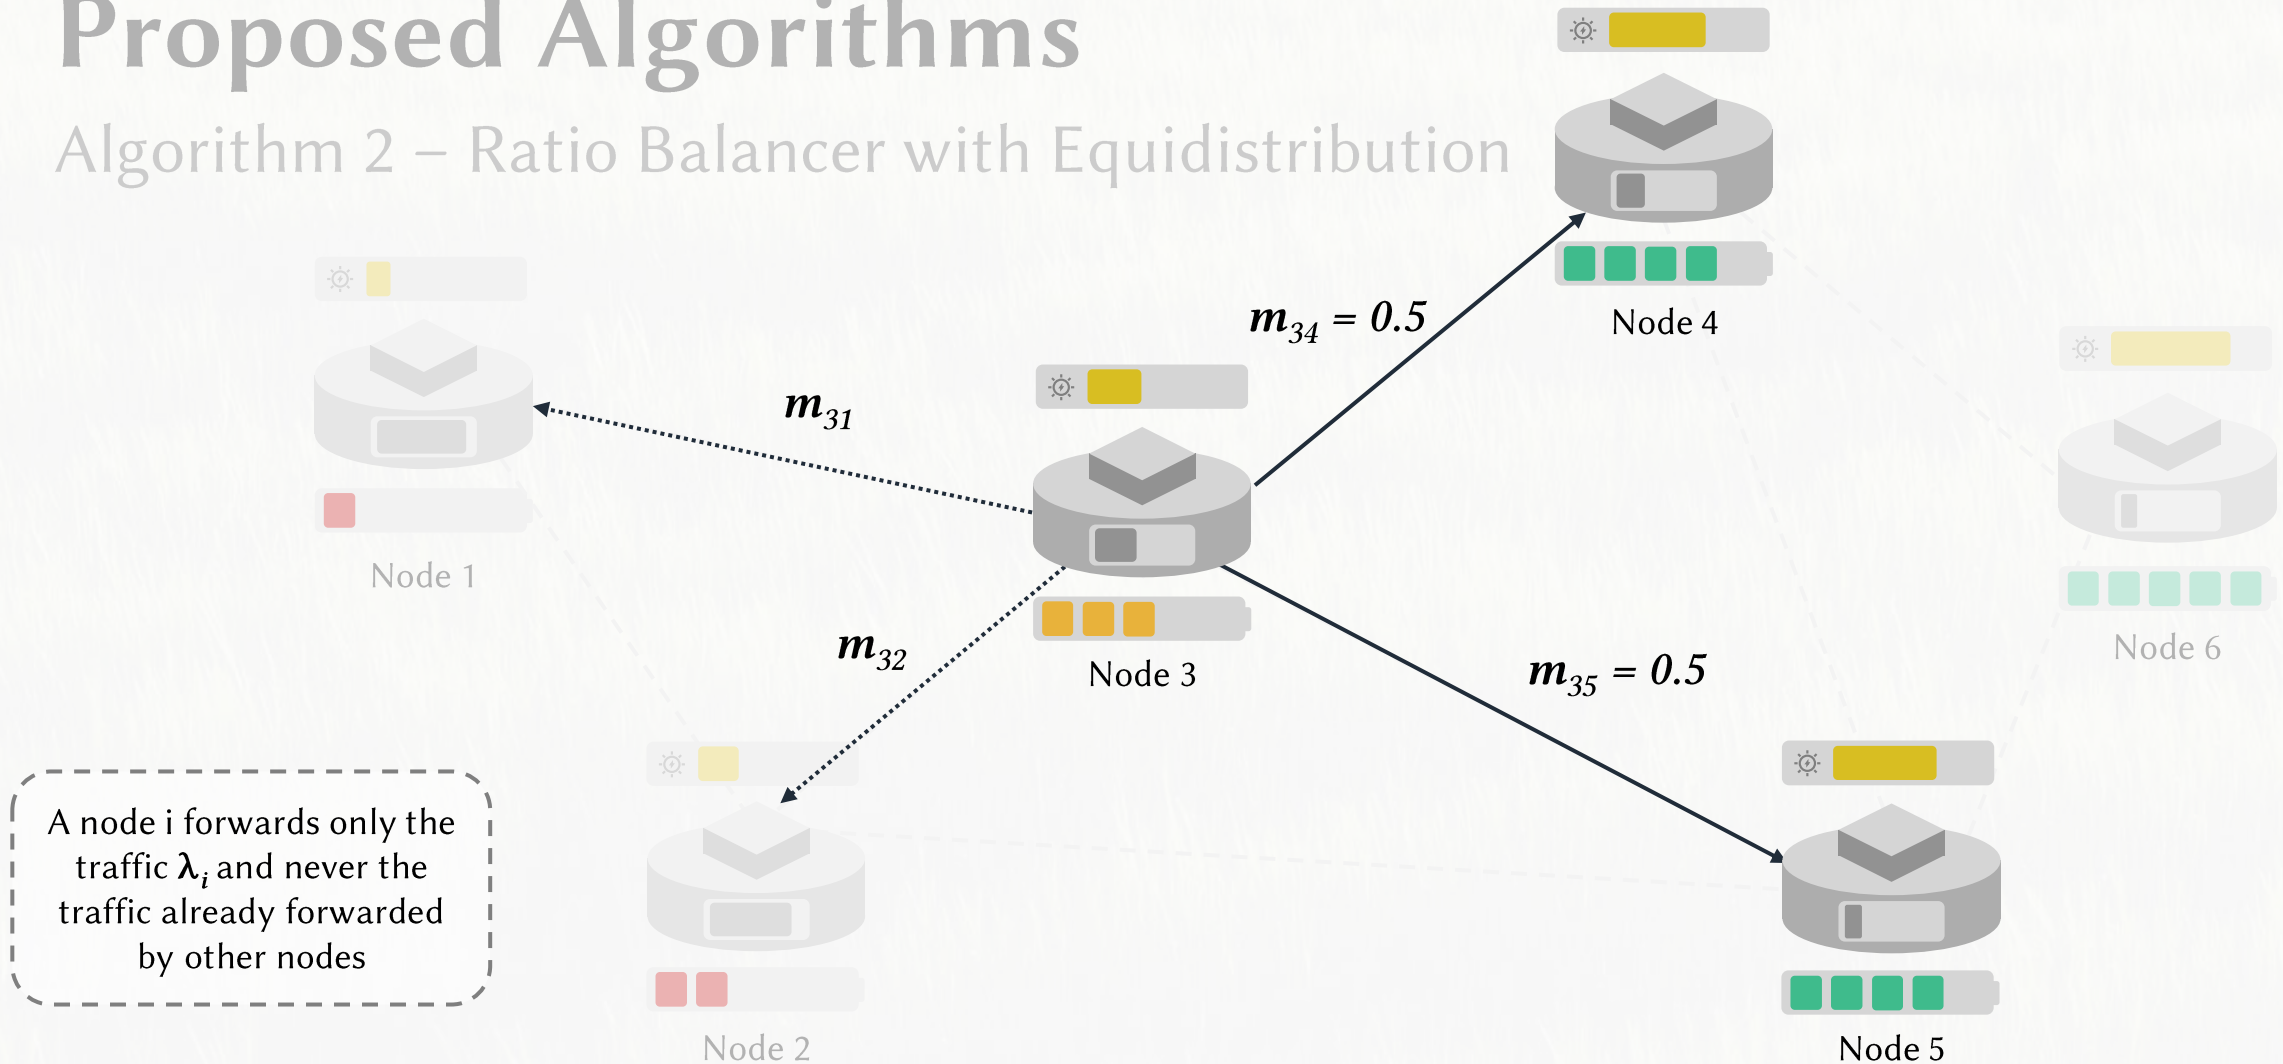 Proposed Algorithms
Algorithm 2 – Ratio Balancer with Equidistribution
Node 4
m34 = 0.5
m31
Node 1
m32
Node 3
Node 6
m35 = 0.5
A node i forwards only the
traffic λi and never the
traffic already forwarded
by other nodes
Node 2
Node 5